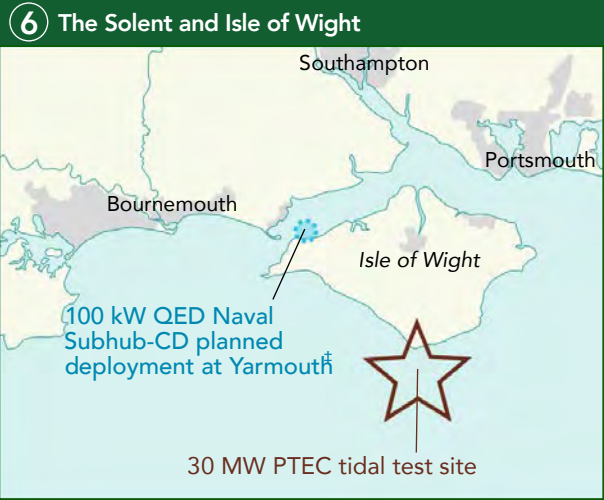 6 The Solent and Isle of Wight
Southampton
Portsmouth
Bournemouth
Isle of Wight
100 kW QED Naval
Subhub-CD planned
deployment at Yarmouth‡
30 MW PTEC tidal test site